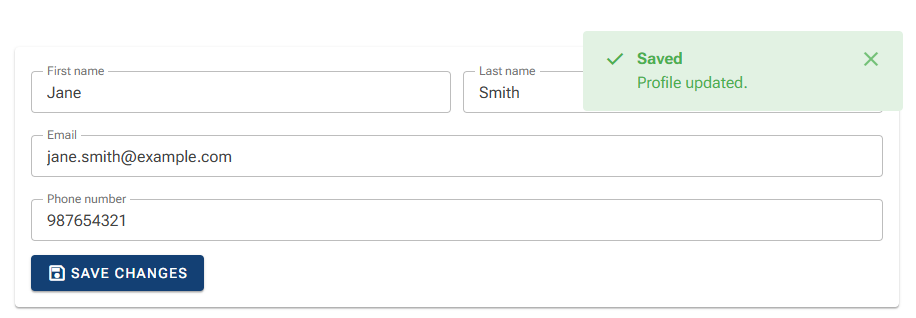 Saved
Profile updated.
First name
Jane
Last name
Smith
Email
jane.smith@example.com
Phone number
987654321
SAVE CHANGES